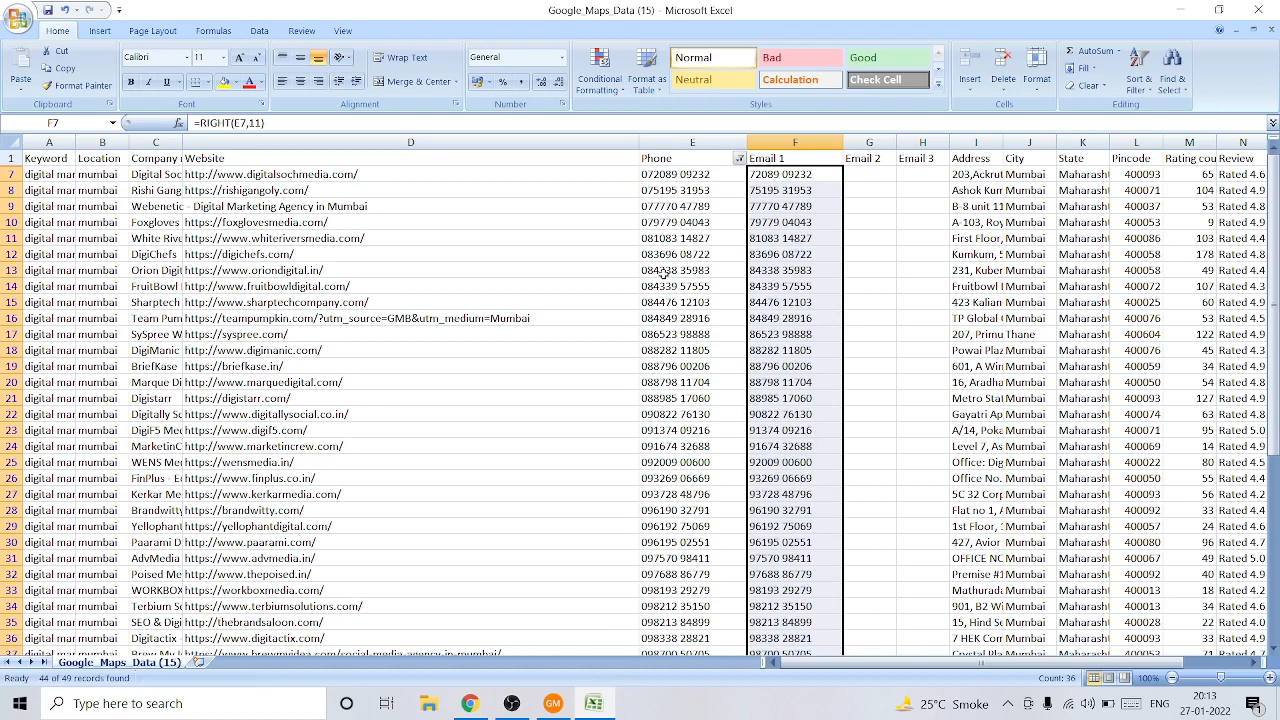 Google_Maps_Data (15) - Microsoft Excel
Home Insert Page Layout Formulas Data Review View
Paste Cut Copy Format Painter Clipboard
Calibri 11 B I U A Font
Wrap Text Merge & Center Alignment
General % , Number
Conditional Formatting Format as Table Normal Bad Good Neutral Calculation Check Cell Styles
Insert Delete Format Cells
AutoSum Fill Clear Sort & Filter Find & Select Editing
F7 =RIGHT(E7,11)
A B C D E F G H I J K L M N
1 Keyword Location Company Website Phone Email 1 Email 2 Email 3 Address City State Pincode Rating cou Review
7 digital mar mumbai Digital Soc https://www.digitalsochmedia.com/ 072089 09232 72089 09232 203,Ackrut Mumbai Maharasht 400093 65 Rated 4.6
8 digital mar mumbai Rishi Gang https://rishigangoly.com/ 075195 31953 75195 31953 Ashok Kum Mumbai Maharasht 400071 104 Rated 4.9
9 digital mar mumbai Webenetic - Digital Marketing Agency in Mumbai 077770 47789 77770 47789 B-8 unit 11 Mumbai Maharasht 400037 53 Rated 4.8
10 digital mar mumbai Foxgloves https://foxglovesmedia.com/ 079779 04043 79779 04043 A-103, Roy Mumbai Maharasht 400053 9 Rated 4.9
11 digital mar mumbai White Rive https://www.whiteriversmedia.com/ 081083 14827 81083 14827 First Floor, Mumbai Maharasht 400086 103 Rated 4.4
12 digital mar mumbai DigiChefs https://digichefs.com/ 083696 08722 83696 08722 Kumkum, 5 Mumbai Maharasht 400058 178 Rated 4.8
13 digital mar mumbai Orion Digit https://www.oriondigital.in/ 084338 35983 84338 35983 231, Kuber Mumbai Maharasht 400058 49 Rated 4.4
14 digital mar mumbai FruitBowl https://www.fruitbowldigital.com/ 084339 57555 84339 57555 Fruitbowl Mumbai Maharasht 400072 107 Rated 4.3
15 digital mar mumbai Sharptech https://www.sharptechcompany.com/ 084476 12103 84476 12103 423 Kalian Mumbai Maharasht 400025 60 Rated 4.9
16 digital mar mumbai Team Pum https://teampumpkin.com/?utm_source=GMB&utm_medium=Mumbai 084849 28916 84849 28916 TP Global Mumbai Maharasht 400064 53 Rated 4.9
17 digital mar mumbai SySpree W https://syspree.com/ 086523 98888 86523 98888 207, Primu Thane Maharasht 400604 122 Rated 4.9
18 digital mar mumbai DigiManic https://www.digimanic.com/ 088282 11805 88282 11805 Powai Plaz Mumbai Maharasht 400076 45 Rated 4.3
19 digital mar mumbai BriefKase https://briefkase.in/ 088796 00206 88796 00206 601, A Win Mumbai Maharasht 400059 34 Rated 4.9
20 digital mar mumbai Marque Di https://www.marquedigital.com/ 088798 11704 88798 11704 16, Aradha Mumbai Maharasht 400050 54 Rated 4.8
21 digital mar mumbai Digistarr https://digistarr.com/ 088985 17060 88985 17060 Metro Stat Mumbai Maharasht 400093 127 Rated 4.9
22 digital mar mumbai Digitally So https://www.digitallysocial.co.in/ 090822 76130 90822 76130 Gayatri Ap Mumbai Maharasht 400074 63 Rated 4.8
23 digital mar mumbai DigiF5 Mec https://www.digif5.com/ 091374 09216 91374 09216 A/14, Poka Mumbai Maharasht 400071 95 Rated 5.0
24 digital mar mumbai MarketinC https://www.marketincrew.com/ 091674 32688 91674 32688 Level 7, As Mumbai Maharasht 400069 14 Rated 4.9
25 digital mar mumbai WENS Mec https://wensmedia.in/ 092009 00600 92009 00600 Office: Dig Mumbai Maharasht 400022 80 Rated 4.5
26 digital mar mumbai FinPlus - Ec https://www.finplus.co.in/ 093269 06669 93269 06669 Office No. Mumbai Maharasht 400050 55 Rated 4.4
27 digital mar mumbai Kerkar Mec https://www.kerkarmedia.com/ 093728 48796 93728 48796 5C 32 Corp Mumbai Maharasht 400093 56 Rated 4.2
28 digital mar mumbai Brandwitty https://brandwitty.com/ 096190 32791 96190 32791 Flat no 1, A Mumbai Maharasht 400057 33 Rated 4.9
29 digital mar mumbai Yellophant https://yellophantdigital.com/ 096192 75069 96192 75069 1st Floor, 1 Mumbai Maharasht 400057 24 Rated 4.6
30 digital mar mumbai Paarami D https://www.paarami.com/ 096195 02551 96195 02551 427, Avior Mumbai Maharasht 400080 96 Rated 4.7
31 digital mar mumbai AdvMedia https://www.advmedia.in/ 097570 98411 97570 98411 OFFICE NO Mumbai Maharasht 400067 49 Rated 5.0
32 digital mar mumbai Poised Me https://www.thepoised.in/ 097688 86779 97688 86779 Premise #1 Mumbai Maharasht 400092 40 Rated 4.9
33 digital mar mumbai WORKBOX https://workboxmedia.com/ 098193 29279 98193 29279 Mathurada Mumbai Maharasht 400013 18 Rated 4.2
34 digital mar mumbai Terbium Sc https://www.terbiumsolutions.com/ 098212 35150 98212 35150 901, B2 Wi Mumbai Maharasht 400013 34 Rated 4.6
35 digital mar mumbai SEO & Digi https://thebrandsaloon.com/ 098213 84899 98213 84899 15, Hind Se Mumbai Maharasht 400028 22 Rated 4.0
36 digital mar mumbai Digitactix - https://www.digitactix.com/ 098338 28821 98338 28821 7 HEK Corp Mumbai Maharasht 400093 33 Rated 4.9
Google_Maps_Data (15)
Ready 44 of 49 records found Count: 36 100%
Type here to search GM 25°C Smoke ENG 20:13
27-01-2022 1